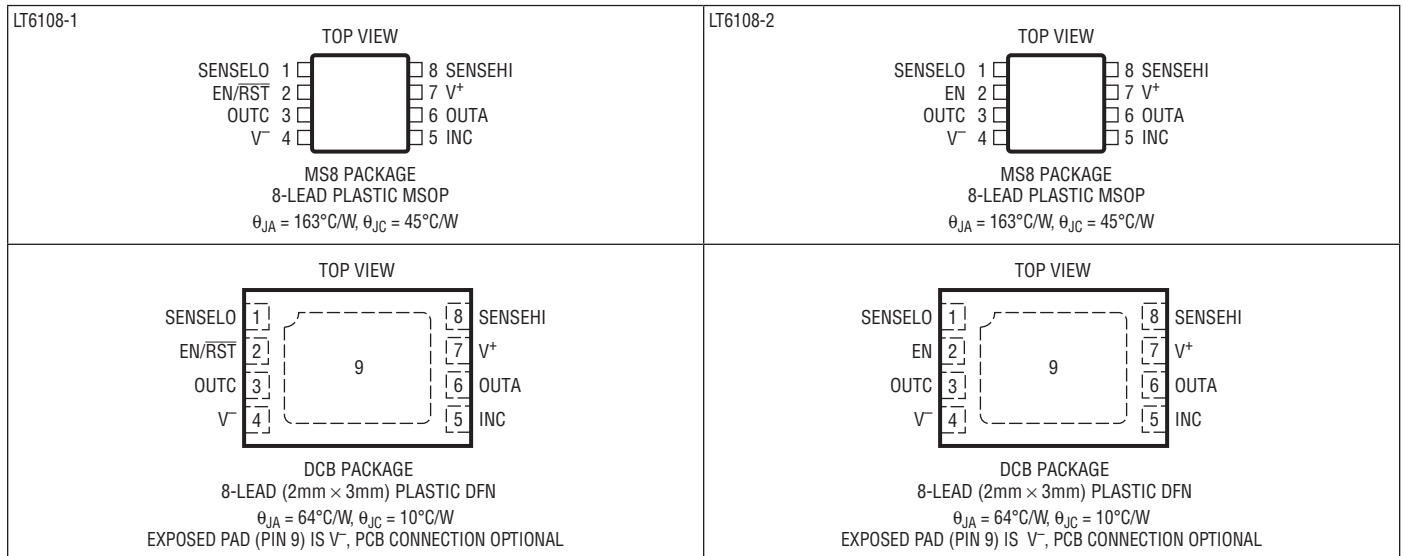 LT6108-1
TOP VIEW
SENSELO 1 8 SENSEHI
EN/R̅S̅T̅ 2 7 V⁺
OUTC 3 6 OUTA
V⁻ 4 5 INC
MS8 PACKAGE
8-LEAD PLASTIC MSOP
θJA = 163°C/W, θJC = 45°C/W
LT6108-2
TOP VIEW
SENSELO 1 8 SENSEHI
EN 2 7 V⁺
OUTC 3 6 OUTA
V⁻ 4 5 INC
MS8 PACKAGE
8-LEAD PLASTIC MSOP
θJA = 163°C/W, θJC = 45°C/W
TOP VIEW
SENSELO 1 8 SENSEHI
EN/R̅S̅T̅ 2 7 V⁺
9
OUTC 3 6 OUTA
V⁻ 4 5 INC
DCB PACKAGE
8-LEAD (2mm × 3mm) PLASTIC DFN
θJA = 64°C/W, θJC = 10°C/W
EXPOSED PAD (PIN 9) IS V⁻, PCB CONNECTION OPTIONAL
TOP VIEW
SENSELO 1 8 SENSEHI
EN 2 7 V⁺
9
OUTC 3 6 OUTA
V⁻ 4 5 INC
DCB PACKAGE
8-LEAD (2mm × 3mm) PLASTIC DFN
θJA = 64°C/W, θJC = 10°C/W
EXPOSED PAD (PIN 9) IS V⁻, PCB CONNECTION OPTIONAL